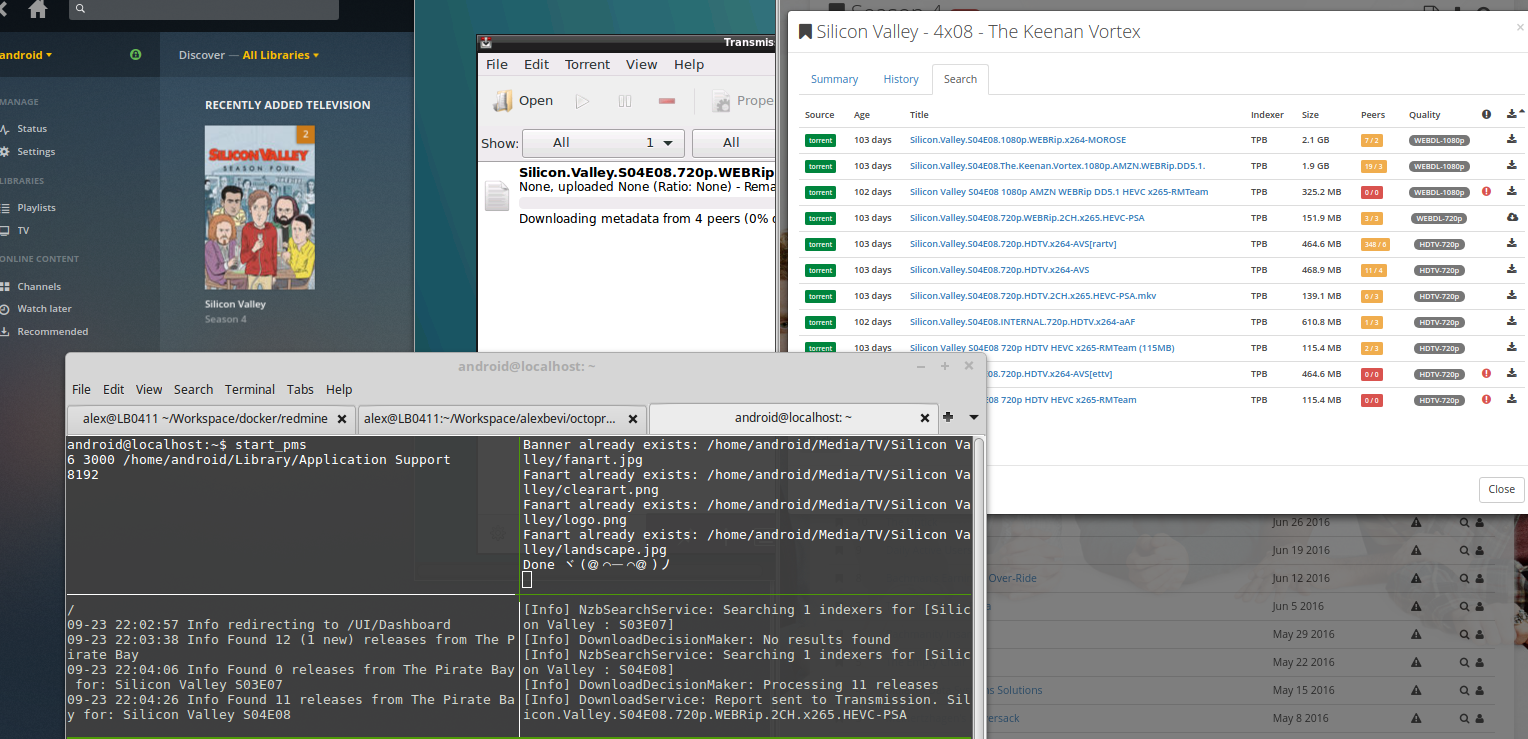 android
Discover — All Libraries
MANAGE
Status
Settings
LIBRARIES
Playlists
TV
ONLINE CONTENT
Channels
Watch later
Recommended
RECENTLY ADDED TELEVISION
2
SILICON VALLEY
SEASON FOUR
Silicon Valley
Season 4
File Edit Torrent View Help
Open
Show: All 1 All
Silicon.Valley.S04E08.720p.WEBRip
None, uploaded None (Ratio: None) - Rema
Downloading metadata from 4 peers (0%
Season 4
Silicon Valley - 4x08 - The Keenan Vortex
Summary History Search
Source Age Title Indexer Size Peers Quality
torrent 103 days Silicon.Valley.S04E08.1080p.WEBRip.x264-MOROSE TPB 2.1 GB 7 / 2 WEBDL-1080p
torrent 103 days Silicon.Valley.S04E08.The.Keenan.Vortex.1080p.AMZN.WEBRip.DD5.1. TPB 1.9 GB 19 / 3 WEBDL-1080p
torrent 102 days Silicon Valley S04E08 1080p AMZN WEBRip DD5.1 HEVC x265-RMTeam TPB 325.2 MB 0 / 0 WEBDL-1080p
torrent 103 days Silicon.Valley.S04E08.720p.WEBRip.2CH.x265.HEVC-PSA TPB 151.9 MB 3 / 3 WEBDL-720p
torrent 103 days Silicon.Valley.S04E08.720p.HDTV.x264-AVS[rartv] TPB 464.6 MB 348 / 6 HDTV-720p
torrent 103 days Silicon.Valley.S04E08.720p.HDTV.x264-AVS TPB 468.9 MB 11 / 4 HDTV-720p
torrent 103 days Silicon.Valley.S04E08.720p.HDTV.2CH.x265.HEVC-PSA.mkv TPB 139.1 MB 6 / 3 HDTV-720p
torrent 102 days Silicon.Valley.S04E08.INTERNAL.720p.HDTV.x264-aAF TPB 610.8 MB 1 / 3 HDTV-720p
torrent 103 days Silicon Valley S04E08 720p HDTV HEVC x265-RMTeam (115MB) TPB 115.4 MB 2 / 3 HDTV-720p
08.720p.HDTV.x264-AVS[ettv] TPB 464.6 MB 0 / 0 HDTV-720p
08 720p HDTV HEVC x265-RMTeam TPB 115.4 MB 0 / 0 HDTV-720p
Close
Jun 26 2016
Jun 19 2016
Over-Ride Jun 12 2016
Jun 5 2016
May 29 2016
May 22 2016
Solutions May 15 2016
May 8 2016
android@localhost: ~
File Edit View Search Terminal Tabs Help
alex@LB0411 ~/Workspace/docker/redmine
alex@LB0411:~/Workspace/alexbevi/octopr...
android@localhost: ~
android@localhost:~$ start_pms
6 3000 /home/android/Library/Application Support
8192
Banner already exists: /home/android/Media/TV/Silicon Va
lley/fanart.jpg
Fanart already exists: /home/android/Media/TV/Silicon Va
lley/clearart.png
Fanart already exists: /home/android/Media/TV/Silicon Va
lley/logo.png
Fanart already exists: /home/android/Media/TV/Silicon Va
lley/landscape.jpg
Done ヾ(＠⌒ー⌒＠)ノ
/
09-23 22:02:57 Info redirecting to /UI/Dashboard
09-23 22:03:38 Info Found 12 (1 new) releases from The P
irate Bay
09-23 22:04:06 Info Found 0 releases from The Pirate Bay
for: Silicon Valley S03E07
09-23 22:04:26 Info Found 11 releases from The Pirate Ba
y for: Silicon Valley S04E08
[Info] NzbSearchService: Searching 1 indexers for [Silic
on Valley : S03E07]
[Info] DownloadDecisionMaker: No results found
[Info] NzbSearchService: Searching 1 indexers for [Silic
on Valley : S04E08]
[Info] DownloadDecisionMaker: Processing 11 releases
[Info] DownloadService: Report sent to Transmission. Sil
icon.Valley.S04E08.720p.WEBRip.2CH.x265.HEVC-PSA